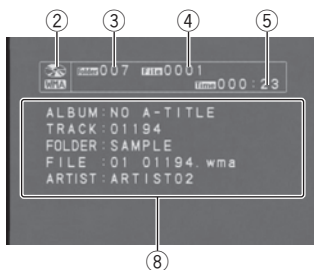 ② ③ ④ ⑤
Folder 007 File 0001
WMA Time 000:23
ALBUM:NO A-TITLE
TRACK:01194
FOLDER:SAMPLE
FILE :01 01194.wma
ARTIST:ARTIST02
⑧